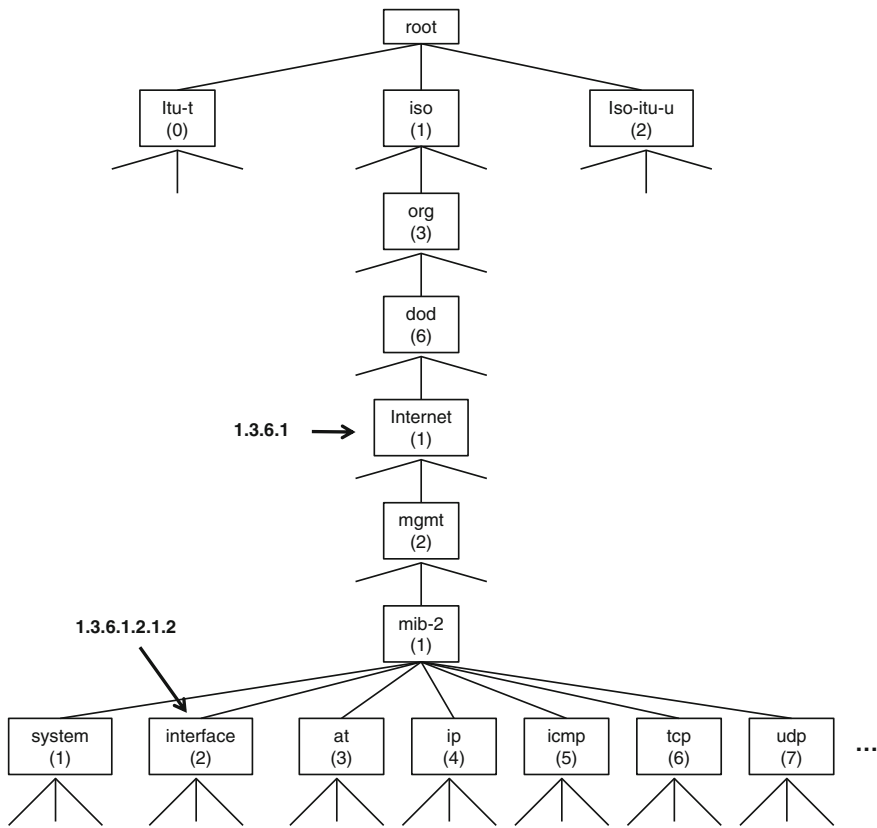 root
Itu-t
(0)
iso
(1)
Iso-itu-u
(2)
org
(3)
dod
(6)
1.3.6.1
Internet
(1)
mgmt
(2)
1.3.6.1.2.1.2
mib-2
(1)
system
(1)
interface
(2)
at
(3)
ip
(4)
icmp
(5)
tcp
(6)
udp
(7)
...